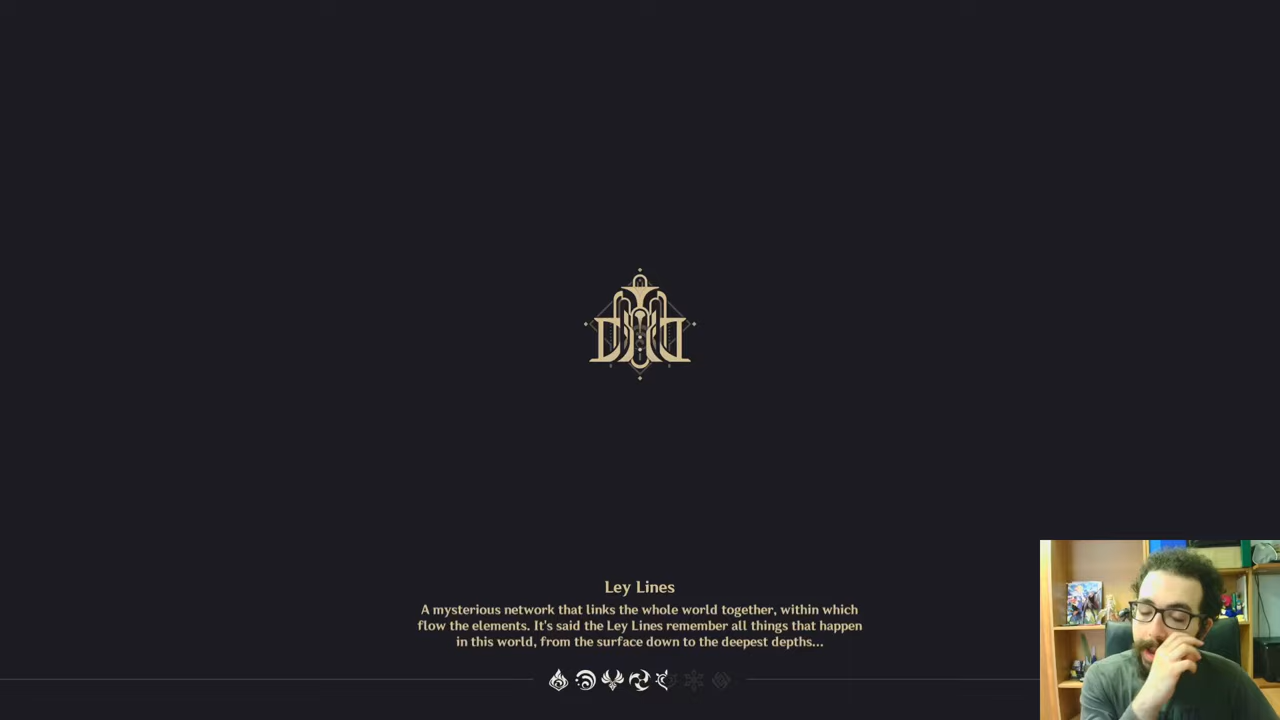 Ley Lines
A mysterious network that links the whole world together, within which
flow the elements. It's said the Ley Lines remember all things that happen
in this world, from the surface down to the deepest depths...